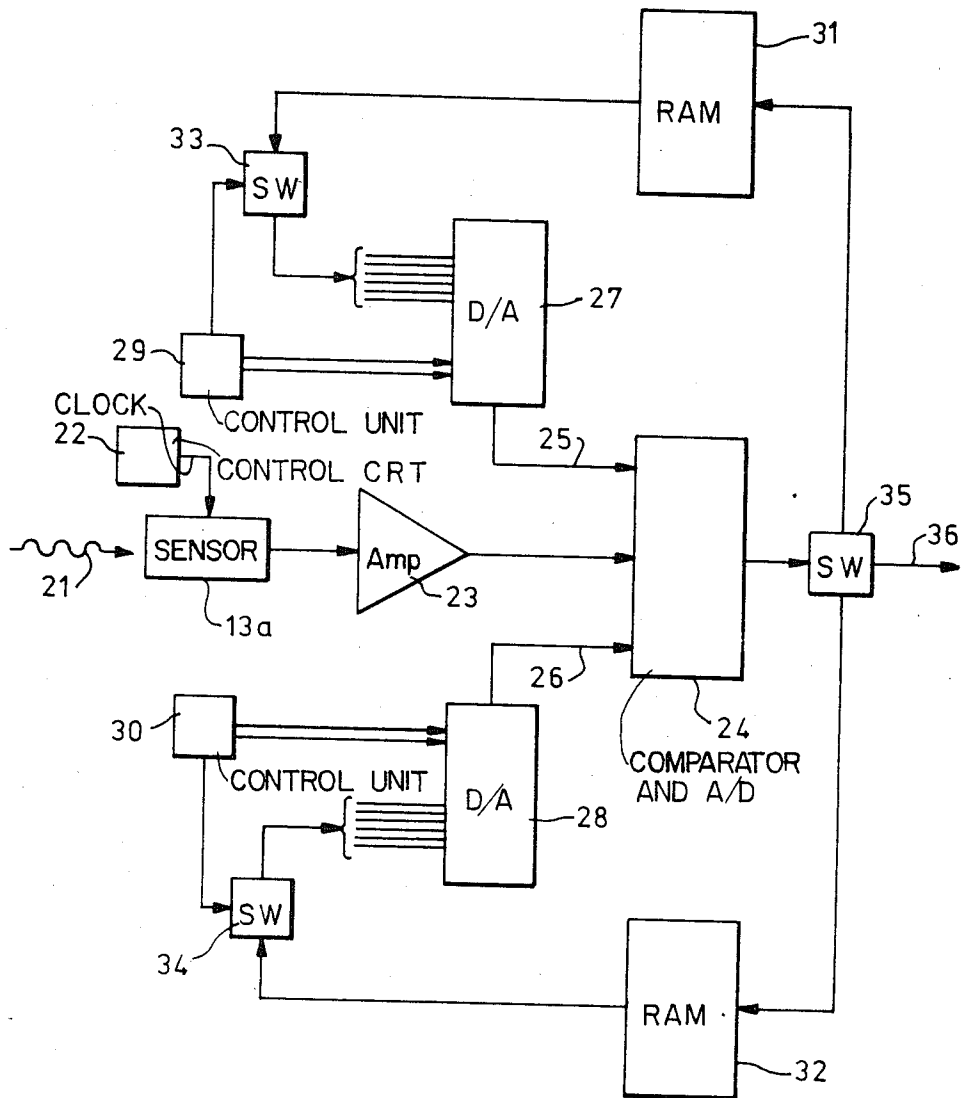 31
RAM
33
SW
D/A
27
29
CONTROL UNIT
CLOCK
22
CONTROL CRT
25
35
SENSOR
Amp
SW
36
21
23
13a
26
24
30
CONTROL UNIT
COMPARATOR
AND A/D
D/A
28
SW
34
RAM
32